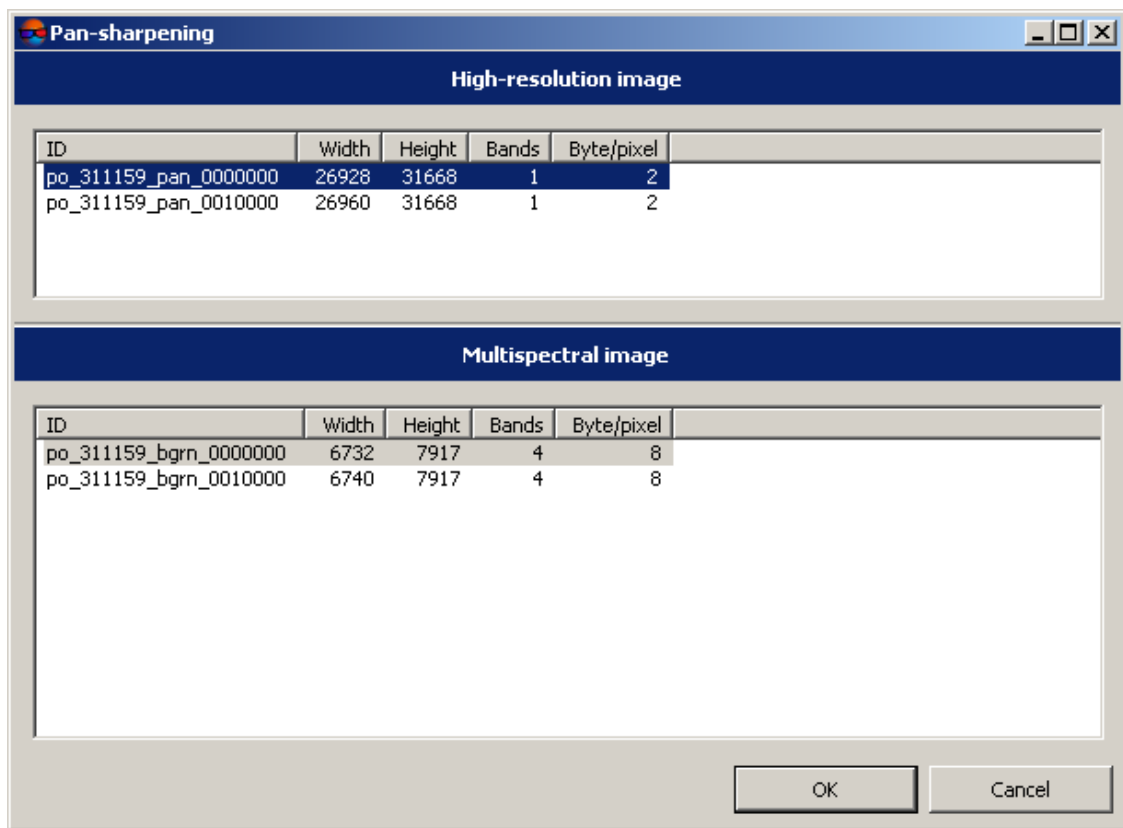 Pan-sharpening
High-resolution image
ID Width Height Bands Byte/pixel
po_311159_pan_0000000 26928 31668 1 2
po_311159_pan_0010000 26960 31668 1 2
Multispectral image
ID Width Height Bands Byte/pixel
po_311159_bgrn_0000000 6732 7917 4 8
po_311159_bgrn_0010000 6740 7917 4 8
OK Cancel